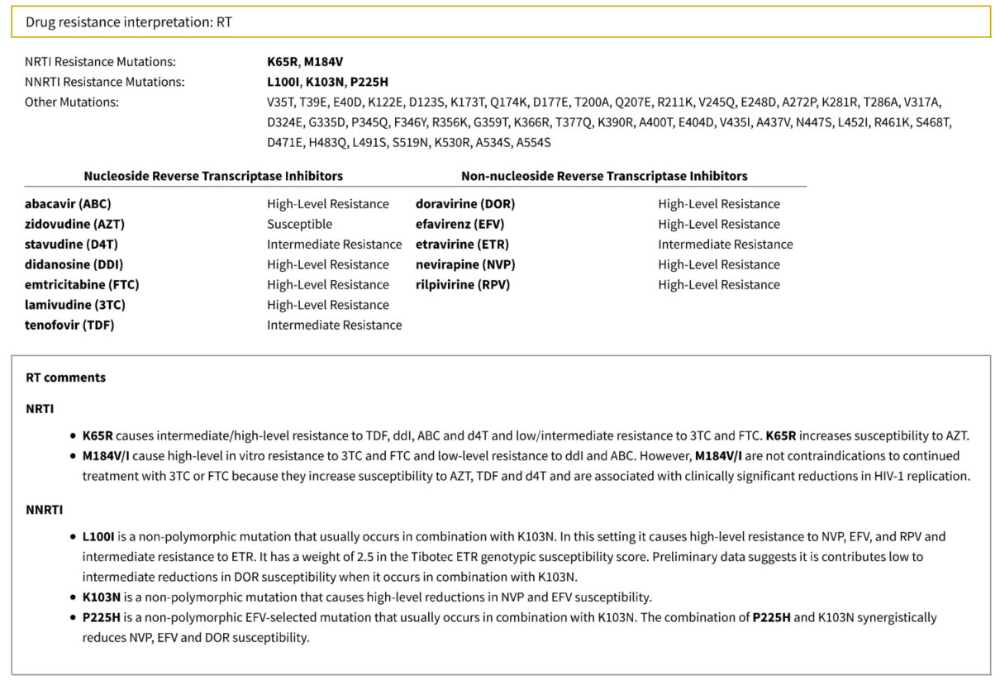 Drug resistance interpretation: RT
NRTI Resistance Mutations: K65R, M184V
NNRTI Resistance Mutations: L100I, K103N, P225H
Other Mutations: V35T, T39E, E40D, K122E, D123S, K173T, Q174K, D177E, T200A, Q207E, R211K, V245Q, E248D, A272P, K281R, T286A, V317A,
D324E, G335D, P345Q, F346Y, R356K, G359T, K366R, T377Q, K390R, A400T, E404D, V435I, A437V, N447S, L452I, R461K, S468T,
D471E, H483Q, L491S, S519N, K530R, A534S, A554S
Nucleoside Reverse Transcriptase Inhibitors Non-nucleoside Reverse Transcriptase Inhibitors
abacavir (ABC) High-Level Resistance doravirine (DOR) High-Level Resistance
zidovudine (AZT) Susceptible efavirenz (EFV) High-Level Resistance
stavudine (D4T) Intermediate Resistance etravirine (ETR) Intermediate Resistance
didanosine (DDI) High-Level Resistance nevirapine (NVP) High-Level Resistance
emtricitabine (FTC) High-Level Resistance rilpivirine (RPV) High-Level Resistance
lamivudine (3TC) High-Level Resistance
tenofovir (TDF) Intermediate Resistance
RT comments
NRTI
• K65R causes intermediate/high-level resistance to TDF, ddI, ABC and d4T and low/intermediate resistance to 3TC and FTC. K65R increases susceptibility to AZT.
• M184V/I cause high-level in vitro resistance to 3TC and FTC and low-level resistance to ddI and ABC. However, M184V/I are not contraindications to continued
treatment with 3TC or FTC because they increase susceptibility to AZT, TDF and d4T and are associated with clinically significant reductions in HIV-1 replication.
NNRTI
• L100I is a non-polymorphic mutation that usually occurs in combination with K103N. In this setting it causes high-level resistance to NVP, EFV, and RPV and
intermediate resistance to ETR. It has a weight of 2.5 in the Tibotec ETR genotypic susceptibility score. Preliminary data suggests it is contributes low to
intermediate reductions in DOR susceptibility when it occurs in combination with K103N.
• K103N is a non-polymorphic mutation that causes high-level reductions in NVP and EFV susceptibility.
• P225H is a non-polymorphic EFV-selected mutation that usually occurs in combination with K103N. The combination of P225H and K103N synergistically
reduces NVP, EFV and DOR susceptibility.